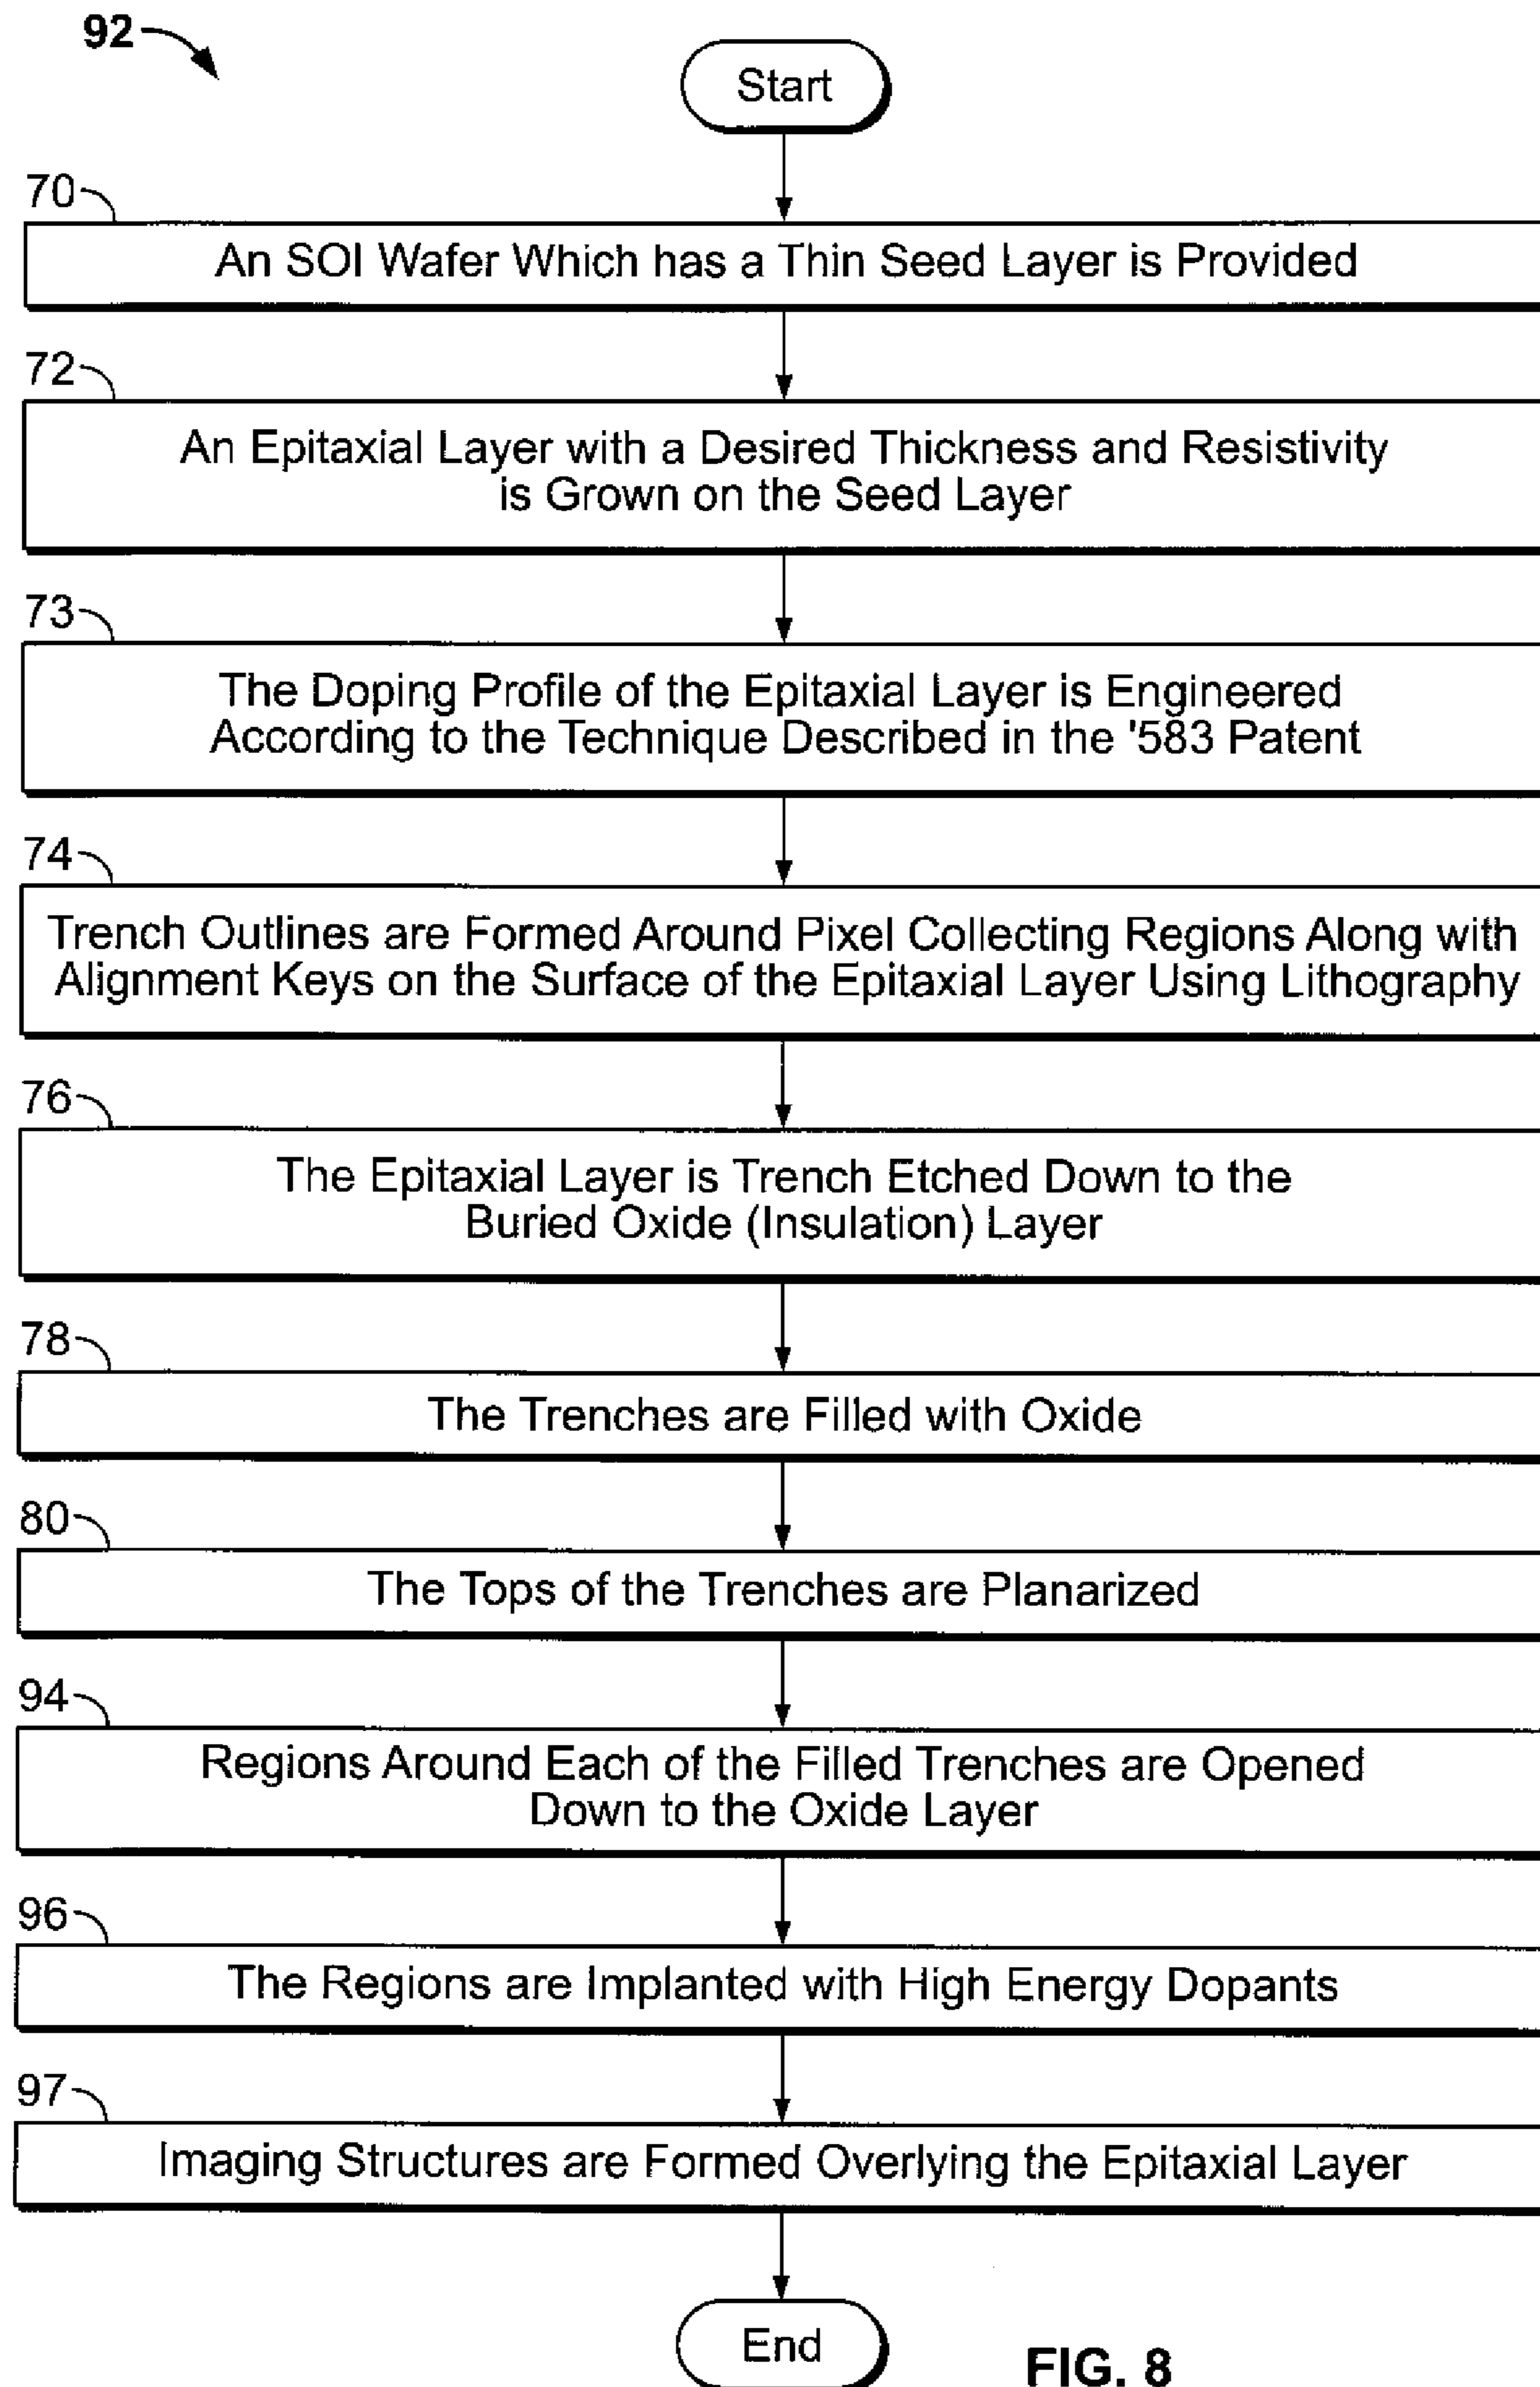 92
Start
70
An SOI Wafer Which has a Thin Seed Layer is Provided
72
An Epitaxial Layer with a Desired Thickness and Resistivity
is Grown on the Seed Layer
73
The Doping Profile of the Epitaxial Layer is Engineered
According to the Technique Described in the '583 Patent
74
Trench Outlines are Formed Around Pixel Collecting Regions Along with
Alignment Keys on the Surface of the Epitaxial Layer Using Lithography
76
The Epitaxial Layer is Trench Etched Down to the
Buried Oxide (Insulation) Layer
78
The Trenches are Filled with Oxide
80
The Tops of the Trenches are Planarized
94
Regions Around Each of the Filled Trenches are Opened
Down to the Oxide Layer
96
The Regions are Implanted with High Energy Dopants
97
Imaging Structures are Formed Overlying the Epitaxial Layer
End
FIG. 8